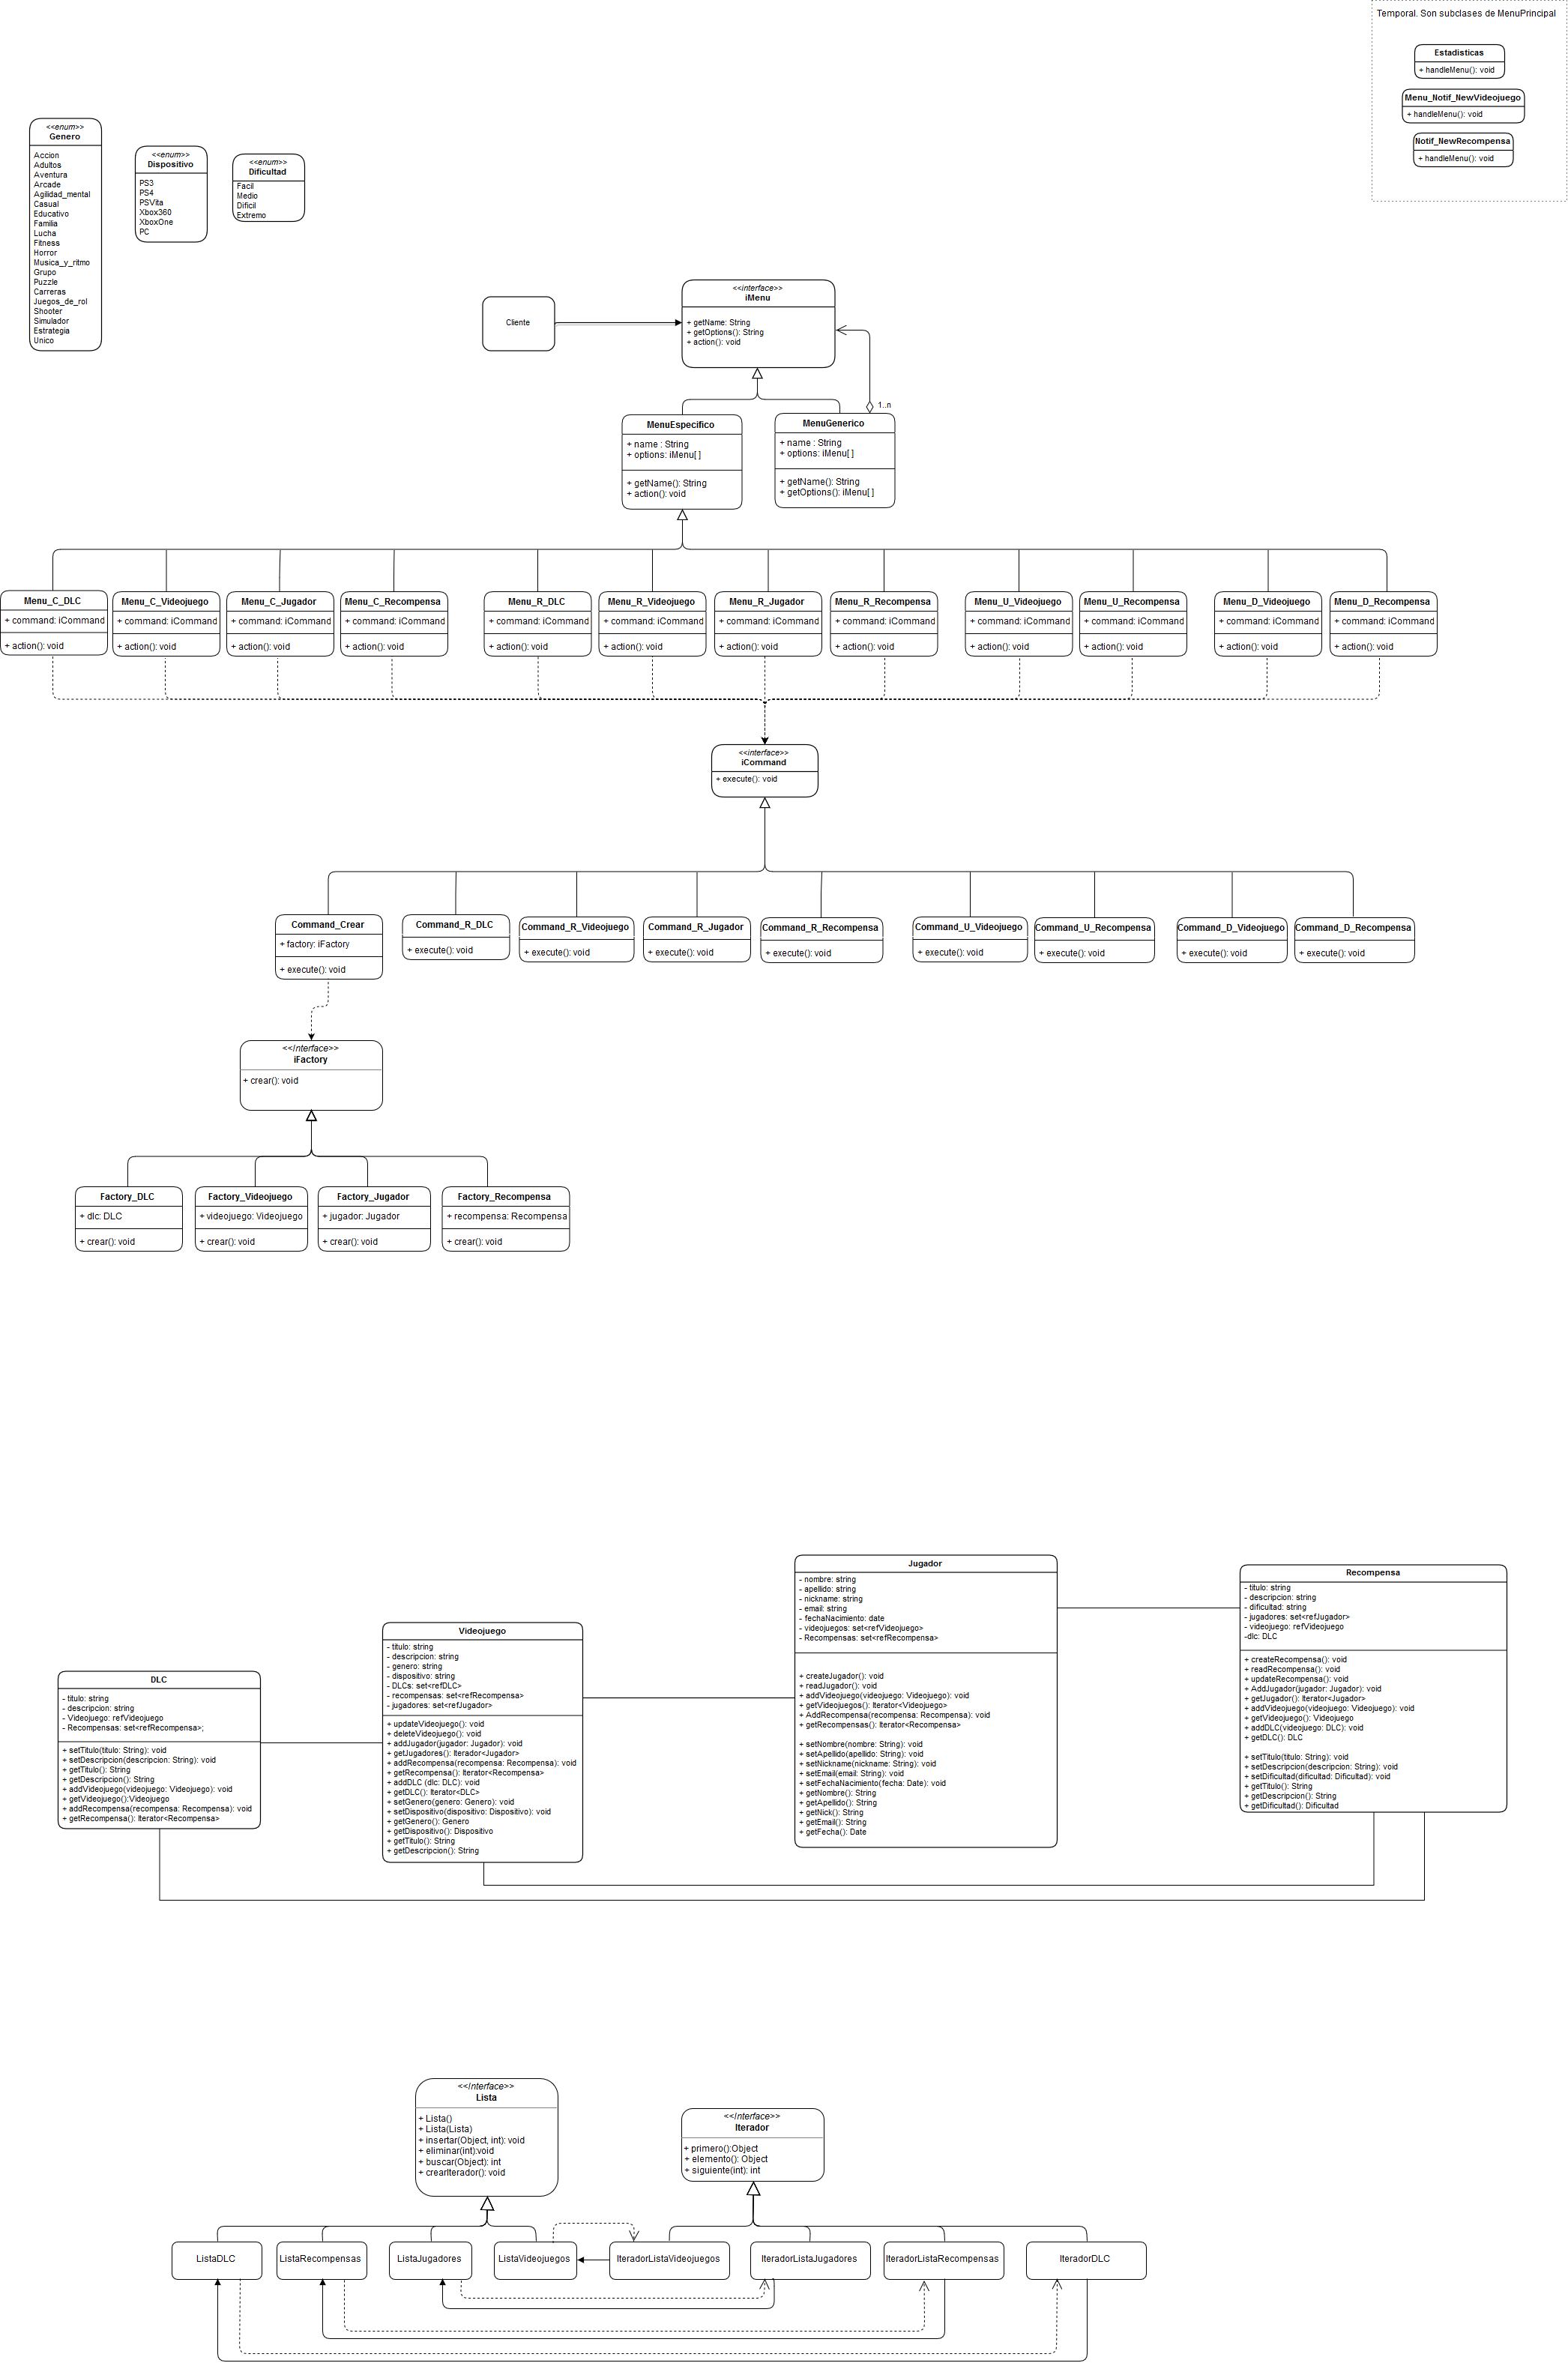 Temporal. Son subclases de MenuPrincipal
Estadisticas
+ handleMenu(): void
Menu_Notif_NewVideojuego
+ handleMenu(): void
Notif_NewRecompensa
+ handleMenu(): void
<<enum>>
Genero
Accion
Adultos
Aventura
Arcade
Agilidad_mental
Casual
Educativo
Familia
Lucha
Fitness
Horror
Musica_y_ritmo
Grupo
Puzzle
Carreras
Juegos_de_rol
Shooter
Simulador
Estrategia
Unico
<<enum>>
Dispositivo
PS3
PS4
PSVita
Xbox360
XboxOne
PC
<<enum>>
Dificultad
Facil
Medio
Dificil
Extremo
Cliente
<<interface>>
iMenu
+ getName: String
+ getOptions(): String
+ action(): void
1..n
MenuEspecifico
+ name : String
+ options: iMenu[ ]
+ getName(): String
+ action(): void
MenuGenerico
+ name : String
+ options: iMenu[ ]
+ getName(): String
+ getOptions(): iMenu[ ]
Menu_C_DLC
+ command: iCommand
+ action(): void
Menu_C_Videojuego
+ command: iCommand
+ action(): void
Menu_C_Jugador
+ command: iCommand
+ action(): void
Menu_C_Recompensa
+ command: iCommand
+ action(): void
Menu_R_DLC
+ command: iCommand
+ action(): void
Menu_R_Videojuego
+ command: iCommand
+ action(): void
Menu_R_Jugador
+ command: iCommand
+ action(): void
Menu_R_Recompensa
+ command: iCommand
+ action(): void
Menu_U_Videojuego
+ command: iCommand
+ action(): void
Menu_U_Recompensa
+ command: iCommand
+ action(): void
Menu_D_Videojuego
+ command: iCommand
+ action(): void
Menu_D_Recompensa
+ command: iCommand
+ action(): void
<<interface>>
iCommand
+ execute(): void
Command_Crear
+ factory: iFactory
+ execute(): void
Command_R_DLC
+ execute(): void
Command_R_Videojuego
+ execute(): void
Command_R_Jugador
+ execute(): void
Command_R_Recompensa
+ execute(): void
Command_U_Videojuego
+ execute(): void
Command_U_Recompensa
+ execute(): void
Command_D_Videojuego
+ execute(): void
Command_D_Recompensa
+ execute(): void
<<Interface>>
iFactory
+ crear(): void
Factory_DLC
+ dlc: DLC
+ crear(): void
Factory_Videojuego
+ videojuego: Videojuego
+ crear(): void
Factory_Jugador
+ jugador: Jugador
+ crear(): void
Factory_Recompensa
+ recompensa: Recompensa
+ crear(): void
DLC
- titulo: string
- descripcion: string
- Videojuego: refVideojuego
- Recompensas: set<refRecompensa>;
+ setTitulo(titulo: String): void
+ setDescripcion(descripcion: String): void
+ getTitulo(): String
+ getDescripcion(): String
+ addVideojuego(videojuego: Videojuego): void
+ getVideojuego():Videojuego
+ addRecompensa(recompensa: Recompensa): void
+ getRecompensa(): Iterator<Recompensa>
Videojuego
- titulo: string
- descripcion: string
- genero: string
- dispositivo: string
- DLCs: set<refDLC>
- recompensas: set<refRecompensa>
- jugadores: set<refJugador>
+ updateVideojuego(): void
+ deleteVideojuego(): void
+ addJugador(jugador: Jugador): void
+ getJugadores(): Iterator<Jugador>
+ addRecompensa(recompensa: Recompensa): void
+ getRecompensa(): Iterator<Recompensa>
+ addDLC (dlc: DLC): void
+ getDLC(): Iterator<DLC>
+ setGenero(genero: Genero): void
+ setDispositivo(dispositivo: Dispositivo): void
+ getGenero(): Genero
+ getDispositivo(): Dispositivo
+ getTitulo(): String
+ getDescripcion(): String
Jugador
- nombre: string
- apellido: string
- nickname: string
- email: string
- fechaNacimiento: date
- videojuegos: set<refVideojuego>
- Recompensas: set<refRecompensa>
+ createJugador(): void
+ readJugador(): void
+ addVideojuego(videojuego: Videojuego): void
+ getVideojuegos(): Iterator<Videojuego>
+ AddRecompensa(recompensa: Recompensa): void
+ getRecompensas(): Iterator<Recompensa>
+ setNombre(nombre: String): void
+ setApellido(apellido: String): void
+ setNickname(nickname: String): void
+ setEmail(email: String): void
+ setFechaNacimiento(fecha: Date): void
+ getNombre(): String
+ getApellido(): String
+ getNick(): String
+ getEmail(): String
+ getFecha(): Date
Recompensa
- titulo: string
- descripcion: string
- dificultad: string
- jugadores: set<refJugador>
- videojuego: refVideojuego
-dlc: DLC
+ createRecompensa(): void
+ readRecompensa(): void
+ updateRecompensa(): void
+ AddJugador(jugador: Jugador): void
+ getJugador(): Iterator<Jugador>
+ addVideojuego(videojuego: Videojuego): void
+ getVideojuego(): Videojuego
+ addDLC(videojuego: DLC): void
+ getDLC(): DLC
+ setTitulo(titulo: String): void
+ setDescripcion(descripcion: String): void
+ setDificultad(dificultad: Dificultad): void
+ getTitulo(): String
+ getDescripcion(): String
+ getDificultad(): Dificultad
<<Interface>>
Lista
+ Lista()
+ Lista(Lista)
+ insertar(Object, int): void
+ eliminar(int):void
+ buscar(Object): int
+ crearIterador(): void
<<Interface>>
Iterador
+ primero():Object
+ elemento(): Object
+ siguiente(int): int
ListaDLC
ListaRecompensas
ListaJugadores
ListaVideojuegos
IteradorListaVideojuegos
IteradorListaJugadores
IteradorListaRecompensas
IteradorDLC